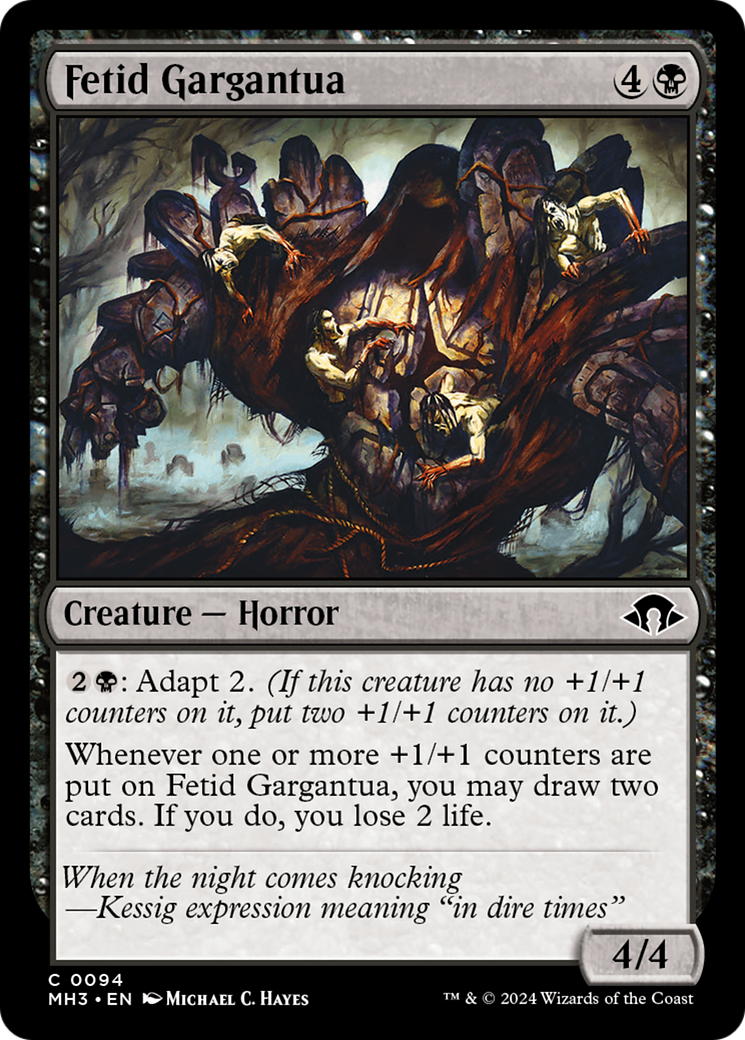 Fetid Gargantua 4
Creature — Horror
2: Adapt 2. (If this creature has no +1/+1
counters on it, put two +1/+1 counters on it.)
Whenever one or more +1/+1 counters are
put on Fetid Gargantua, you may draw two
cards. If you do, you lose 2 life.
When the night comes knocking
—Kessig expression meaning “in dire times”
4/4
C 0094
MH3 • EN Michael C. Hayes
™ & © 2024 Wizards of the Coast